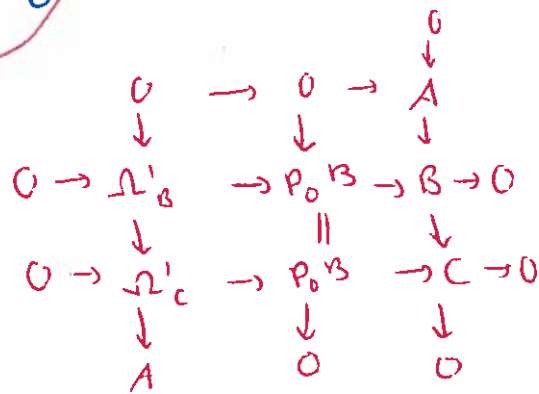 0
↓
0 → 0 → A
↓ ↓ ↓
0 → Ω'_B → P_0^B → B → 0
↓ || ↓
0 → Ω'_C → P_0^B → C → 0
↓ ↓ ↓
A 0 0